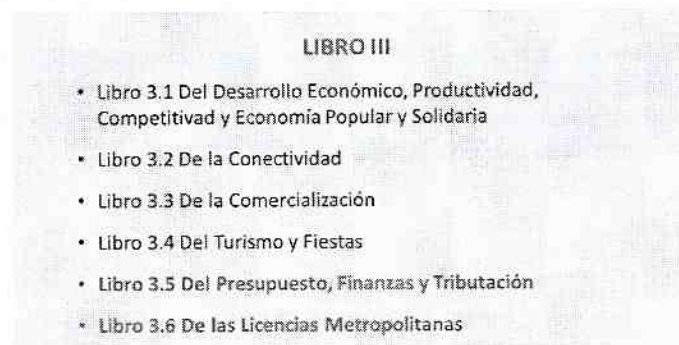 LIBRO III
• Libro 3.1 Del Desarrollo Económico, Productividad,
Competitivad y Economía Popular y Solidaria
• Libro 3.2 De la Conectividad
• Libro 3.3 De la Comercialización
• Libro 3.4 Del Turismo y Fiestas
• Libro 3.5 Del Presupuesto, Finanzas y Tributación
• Libro 3.6 De las Licencias Metropolitanas